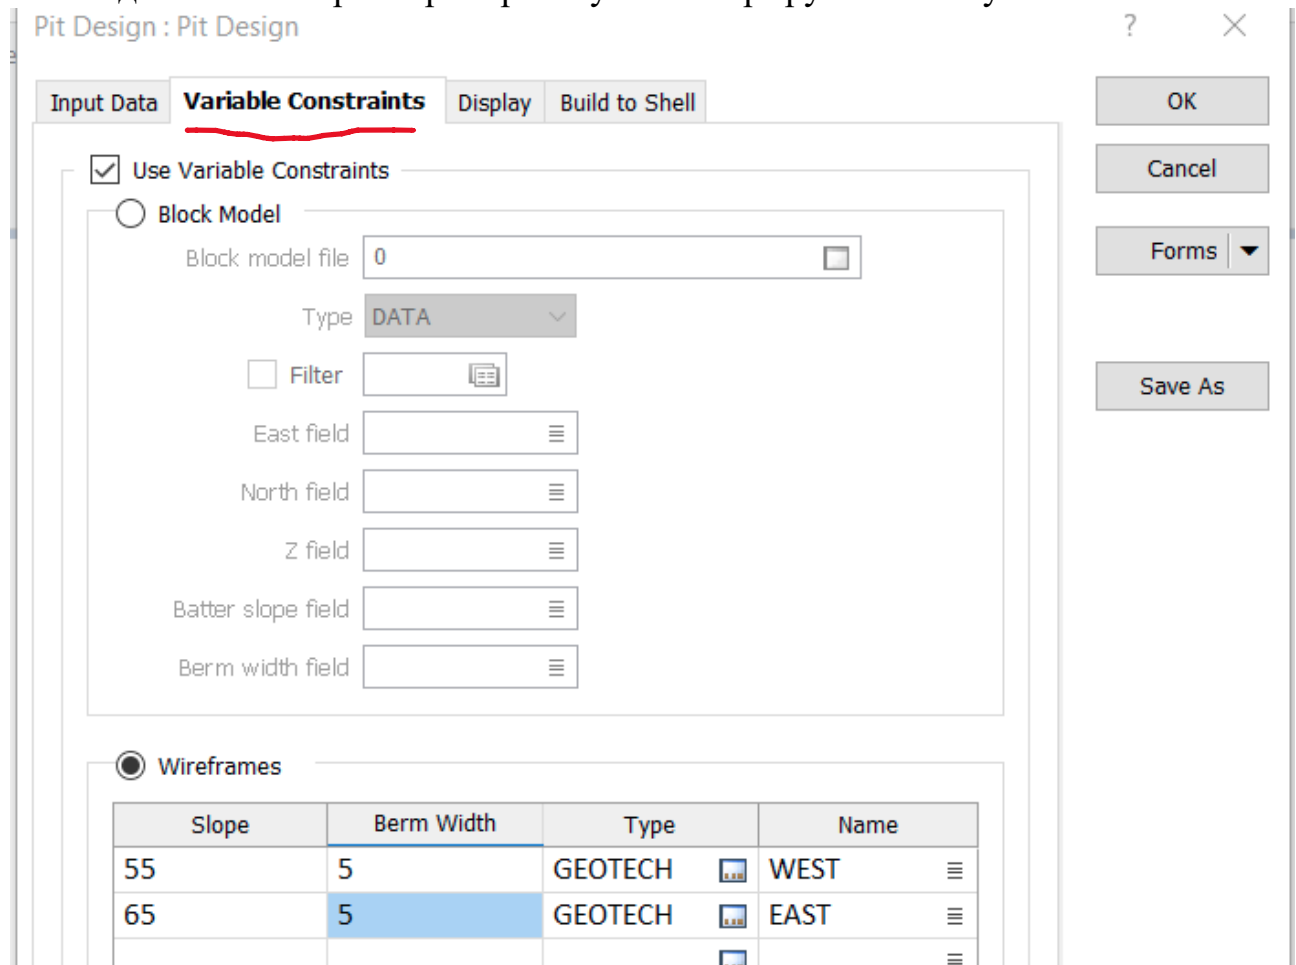 Pit Design : Pit Design
Input Data Variable Constraints Display Build to Shell
OK
Cancel
Forms
Save As
Use Variable Constraints
Block Model
Block model file 0
Type DATA
Filter
East field
North field
Z field
Batter slope field
Berm width field
Wireframes
Slope Berm Width Type Name
55 5 GEOTECH WEST
65 5 GEOTECH EAST